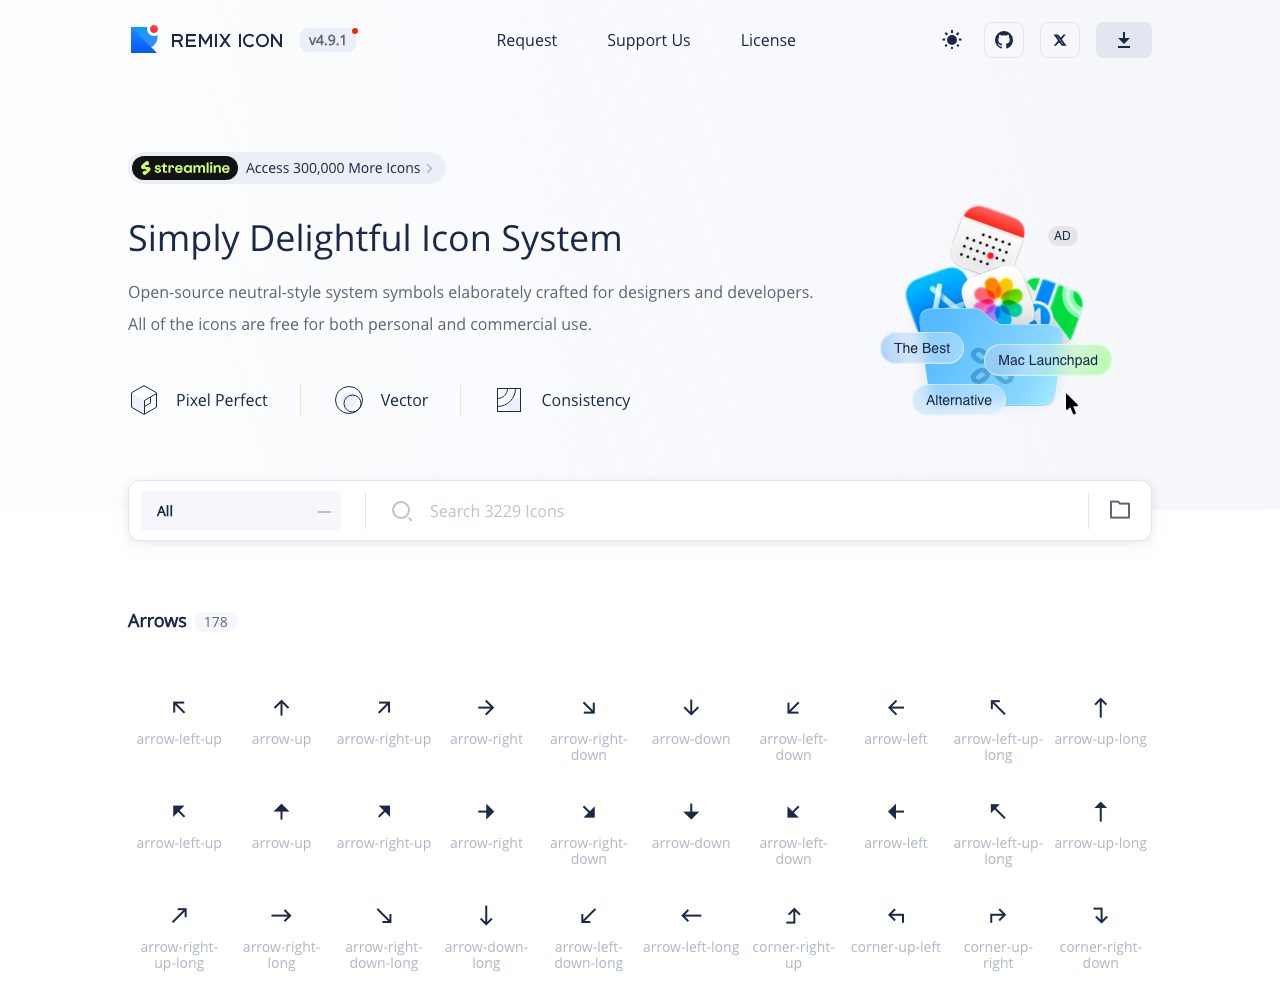 REMIX ICON v4.9.1 Request Support Us License
streamline Access 300,000 More Icons
Simply Delightful Icon System
Open-source neutral-style system symbols elaborately crafted for designers and developers.
All of the icons are free for both personal and commercial use.
Pixel Perfect Vector Consistency
AD
The Best
Mac Launchpad
Alternative
All Search 3229 Icons
Arrows 178
arrow-left-up arrow-up arrow-right-up arrow-right arrow-right-down arrow-down arrow-left-down arrow-left arrow-left-up-long arrow-up-long
arrow-left-up arrow-up arrow-right-up arrow-right arrow-right-down arrow-down arrow-left-down arrow-left arrow-left-up-long arrow-up-long
arrow-right-up-long arrow-right-long arrow-right-down-long arrow-down-long arrow-left-down-long arrow-left-long corner-right-up corner-up-left corner-up-right corner-right-down